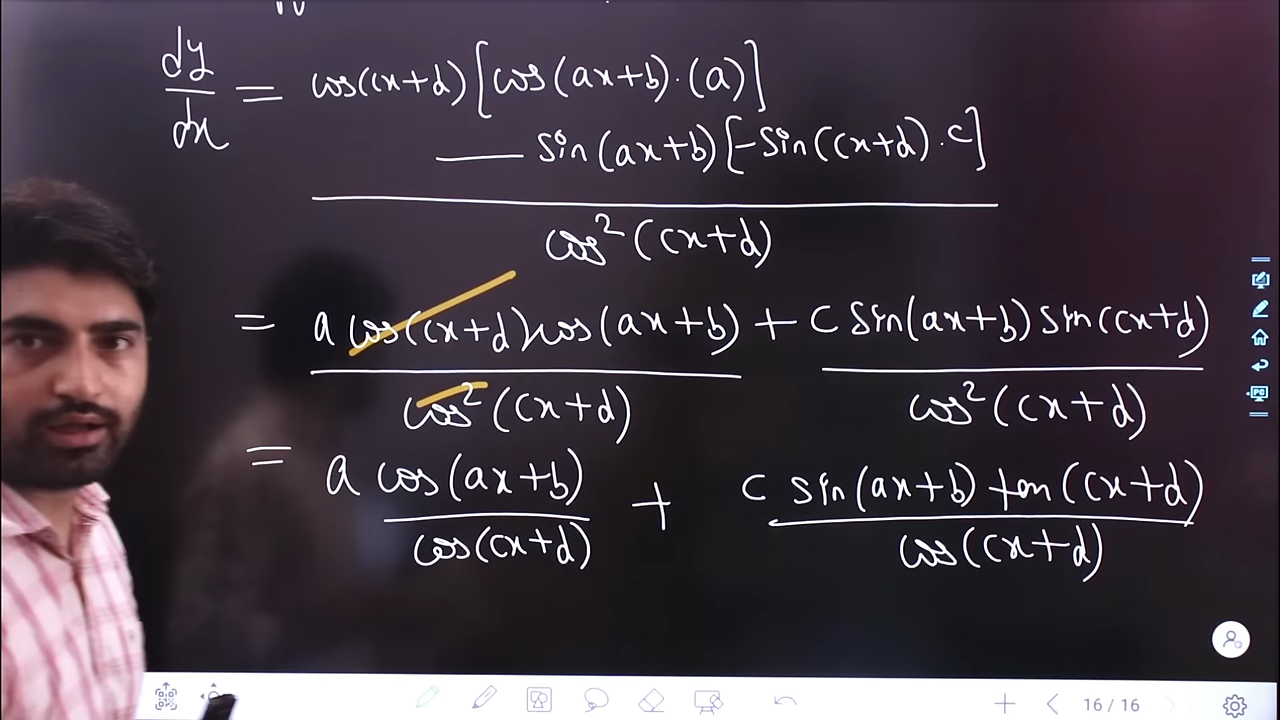 dy/dx = cos(cx+d)[cos(ax+b)·(a)]
— sin(ax+b)[-sin(cx+d)·c]
cos²(cx+d)
= a cos(cx+d) cos(ax+b) + c sin(ax+b) sin(cx+d)
cos²(cx+d) cos²(cx+d)
= a cos(ax+b) + c sin(ax+b) tan(cx+d)
cos(cx+d) cos(cx+d)
16/16